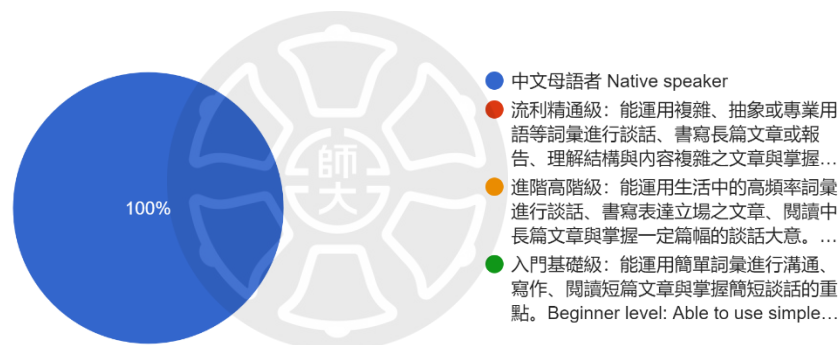 100%
師大
中文母語者 Native speaker
流利精通級：能運用複雜、抽象或專業用
語等詞彙進行談話、書寫長篇文章或報
告、理解結構與內容複雜之文章與掌握…
進階高階級：能運用生活中的高頻率詞彙
進行談話、書寫表達立場之文章、閱讀中
長篇文章與掌握一定篇幅的談話大意。…
入門基礎級：能運用簡單詞彙進行溝通、
寫作、閱讀短篇文章與掌握簡短談話的重
點。Beginner level: Able to use simple…